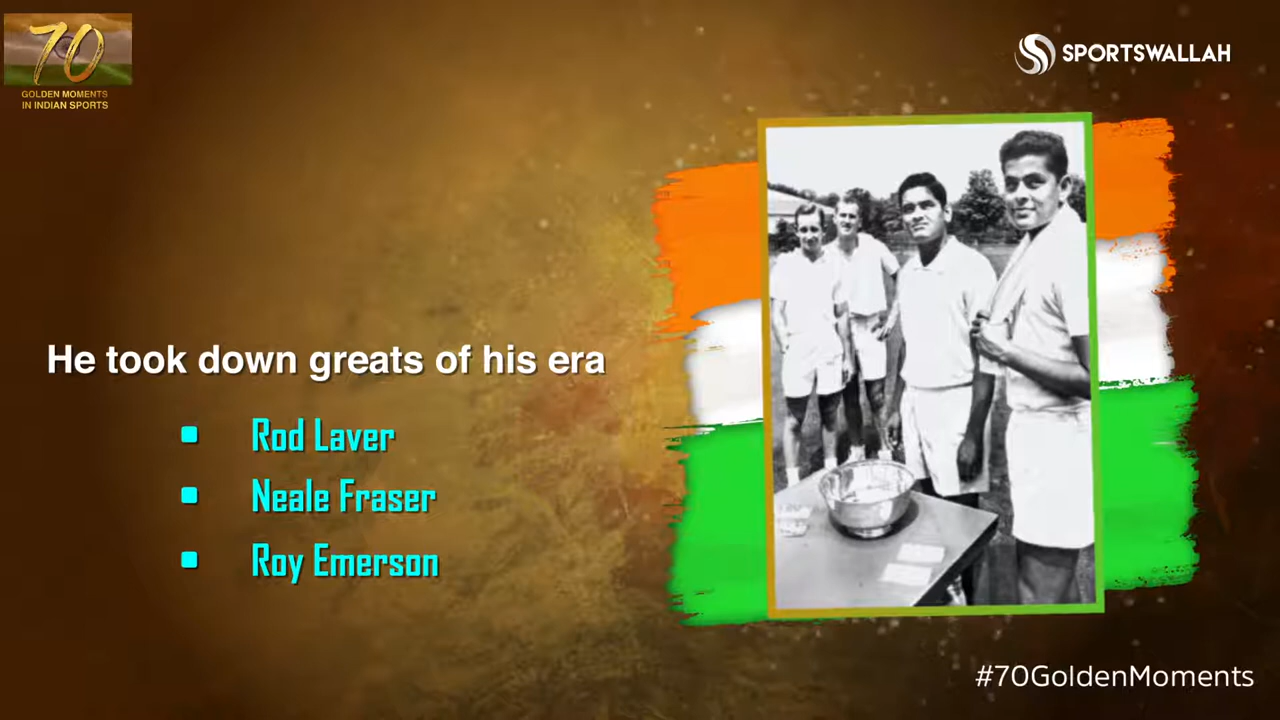 70
GOLDEN MOMENTS
IN INDIAN SPORTS
SPORTSWALLAH
He took down greats of his era
Rod Laver
Neale Fraser
Roy Emerson
#70GoldenMoments